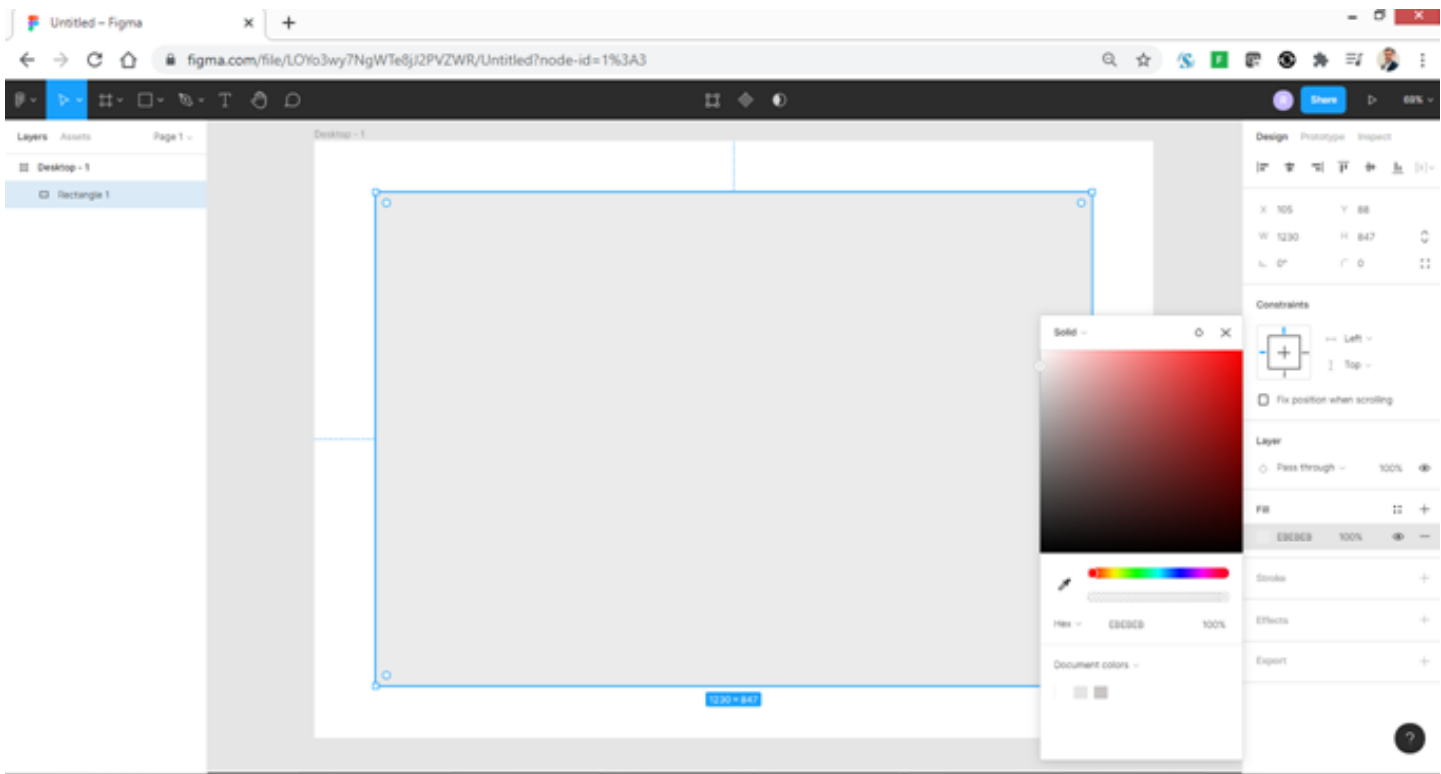 Untitled – Figma
figma.com/file/LOYo3wy7NgWTe8jJ2PVZWR/Untitled?node-id=1%3A3
Share
69%
Layers Assets Page 1
Desktop - 1
Rectangle 1
Desktop - 1
1230 × 847
Solid
Hex EBEBEB 100%
Document colors
Design Prototype Inspect
X 105 Y 88
W 1230 H 847
0° 0
Constraints
Left
Top
Fix position when scrolling
Layer
Pass through 100%
Fill
EBEBEB 100%
Stroke
Effects
Export
?